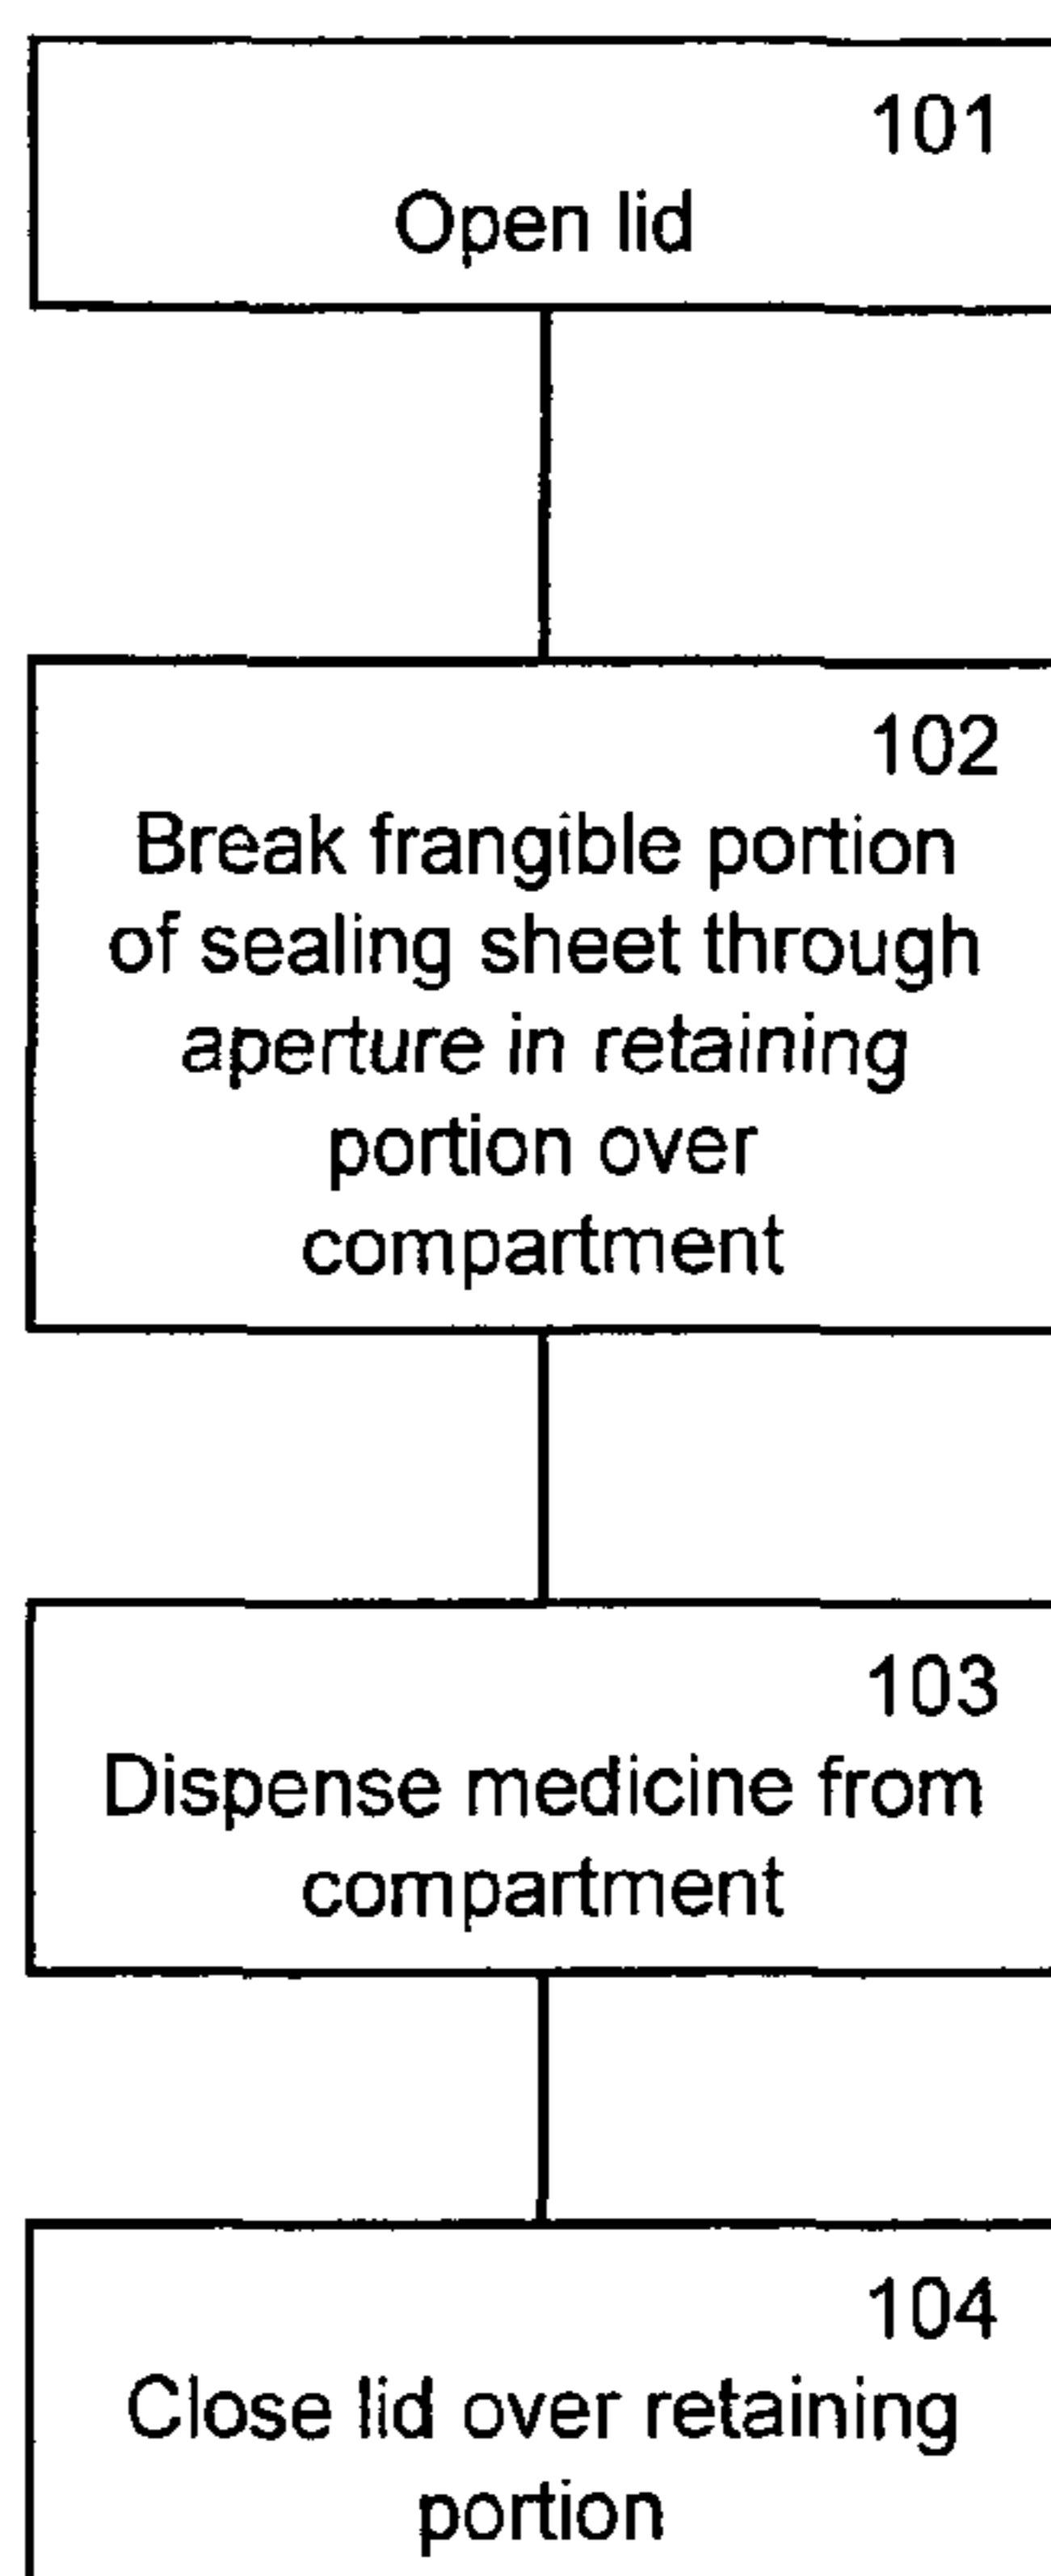 101
Open lid
102
Break frangible portion
of sealing sheet through
aperture in retaining
portion over
compartment
103
Dispense medicine from
compartment
104
Close lid over retaining
portion